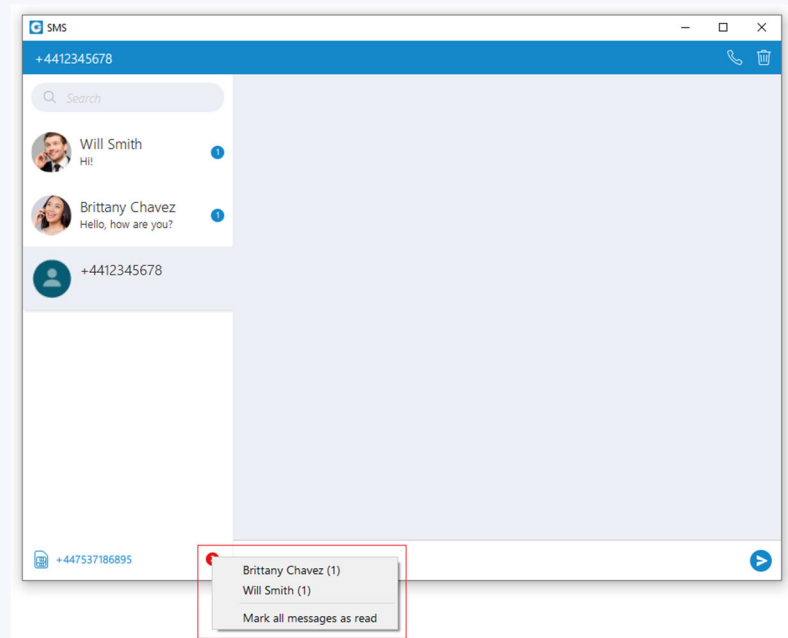 SMS
+4412345678
Search
Will Smith
Hi!
1
Brittany Chavez
Hello, how are you?
1
+4412345678
+447537186895
Brittany Chavez (1)
Will Smith (1)
Mark all messages as read